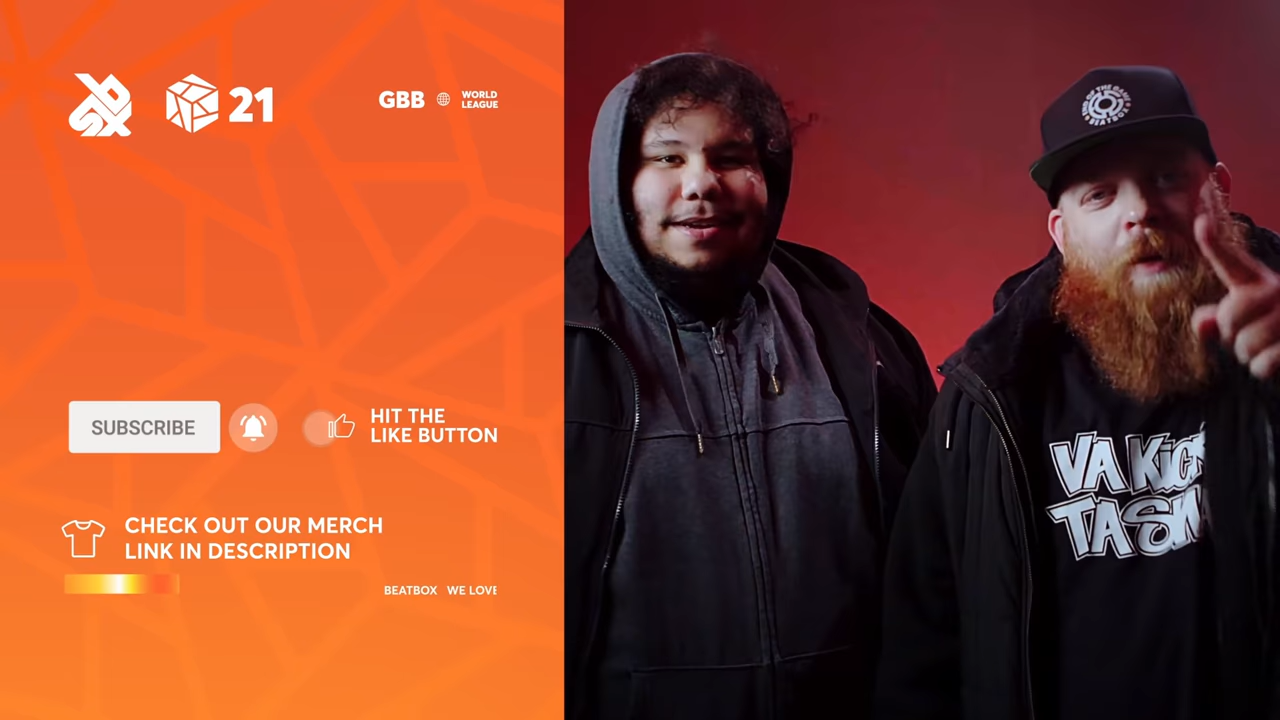 21
GBB WORLD
LEAGUE
SUBSCRIBE
HIT THE
LIKE BUTTON
CHECK OUT OUR MERCH
LINK IN DESCRIPTION
BEATBOX WE LOVE
VA KiCK
TA